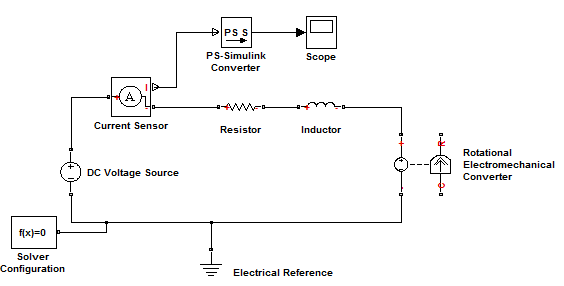 PS S
PS-Simulink
Converter
Scope
I
A
+
-
Current Sensor
Resistor
Inductor
DC Voltage Source
+
-
R
C
Rotational
Electromechanical
Converter
f(x)=0
Solver
Configuration
Electrical Reference